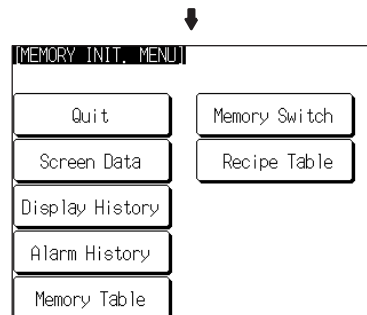 [MEMORY INIT. MENU]
Quit
Memory Switch
Screen Data
Recipe Table
Display History
Alarm History
Memory Table